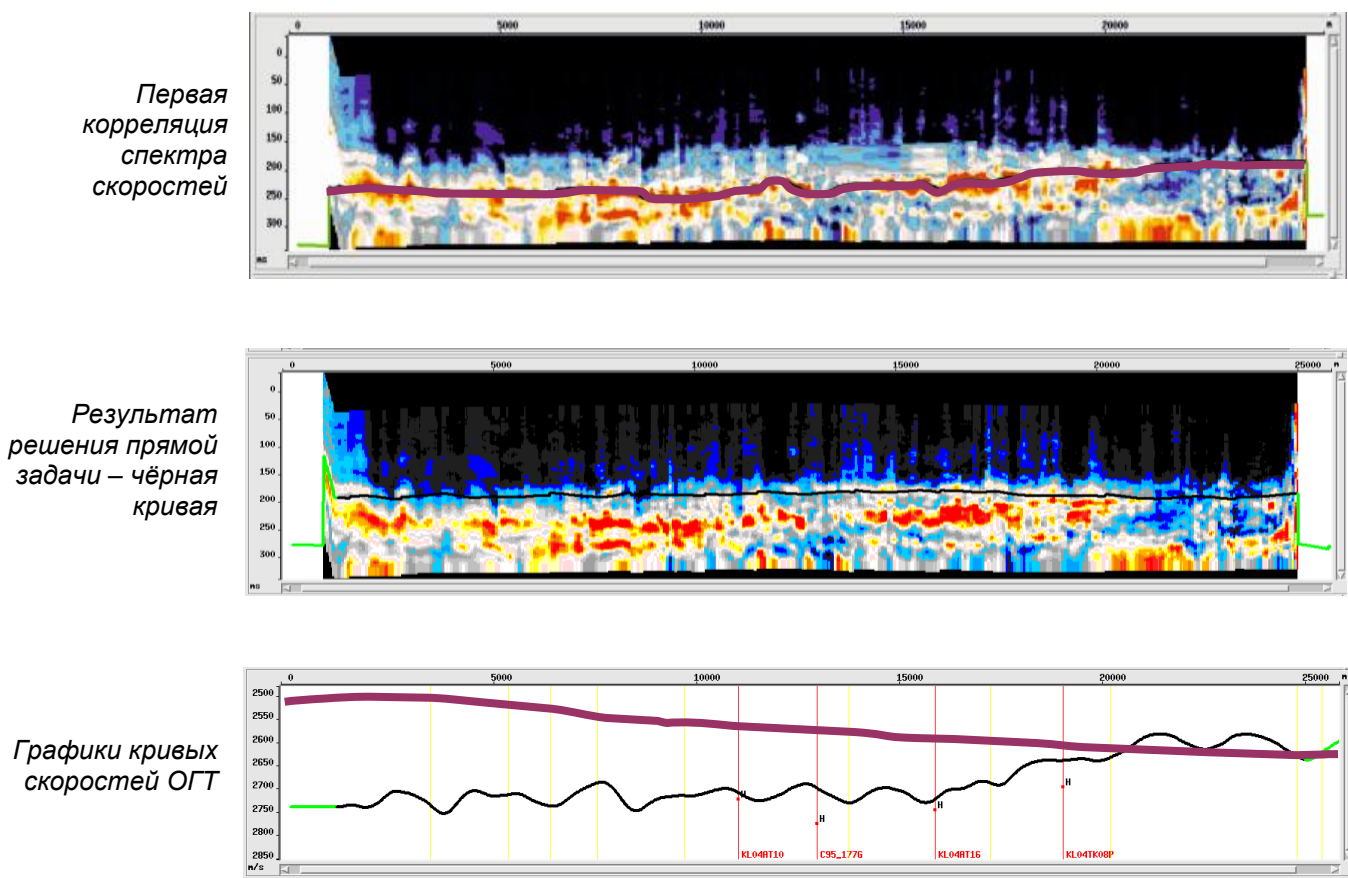 0 5000 10000 15000 20000 м
0
50
100
150
200
250
300
мс
Первая
корреляция
спектра
скоростей
0 5000 10000 15000 20000 25000 м
0
50
100
150
200
250
300
мс
Результат
решения прямой
задачи – чёрная
кривая
0 5000 10000 15000 20000 25000 м
2500
2550
2600
2650
2700
2750
2800
2850
м/s
Графики кривых
скоростей ОГТ
H
H
H
H
KL04AT10 C95_1776 KL04AT16 KL04TK08P